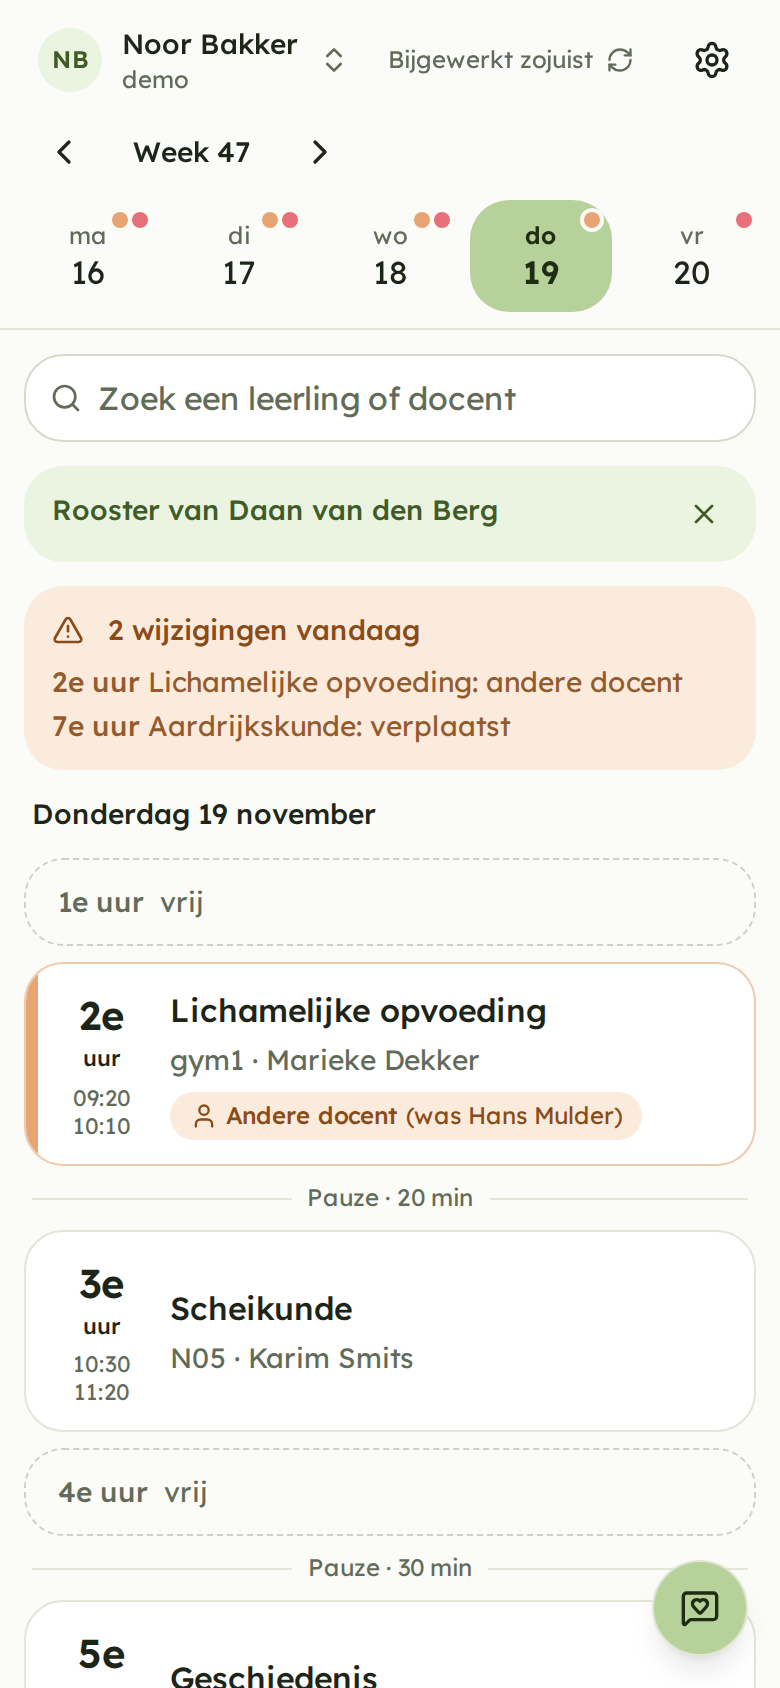 NB
Noor Bakker
demo
Bijgewerkt zojuist
Week 47
ma
16
di
17
wo
18
do
19
vr
20
Zoek een leerling of docent
Rooster van Daan van den Berg
2 wijzigingen vandaag
2e uur Lichamelijke opvoeding: andere docent
7e uur Aardrijkskunde: verplaatst
Donderdag 19 november
1e uur vrij
2e
uur
09:20
10:10
Lichamelijke opvoeding
gym1 · Marieke Dekker
Andere docent (was Hans Mulder)
Pauze · 20 min
3e
uur
10:30
11:20
Scheikunde
N05 · Karim Smits
4e uur vrij
Pauze · 30 min
5e
Geschiedenis